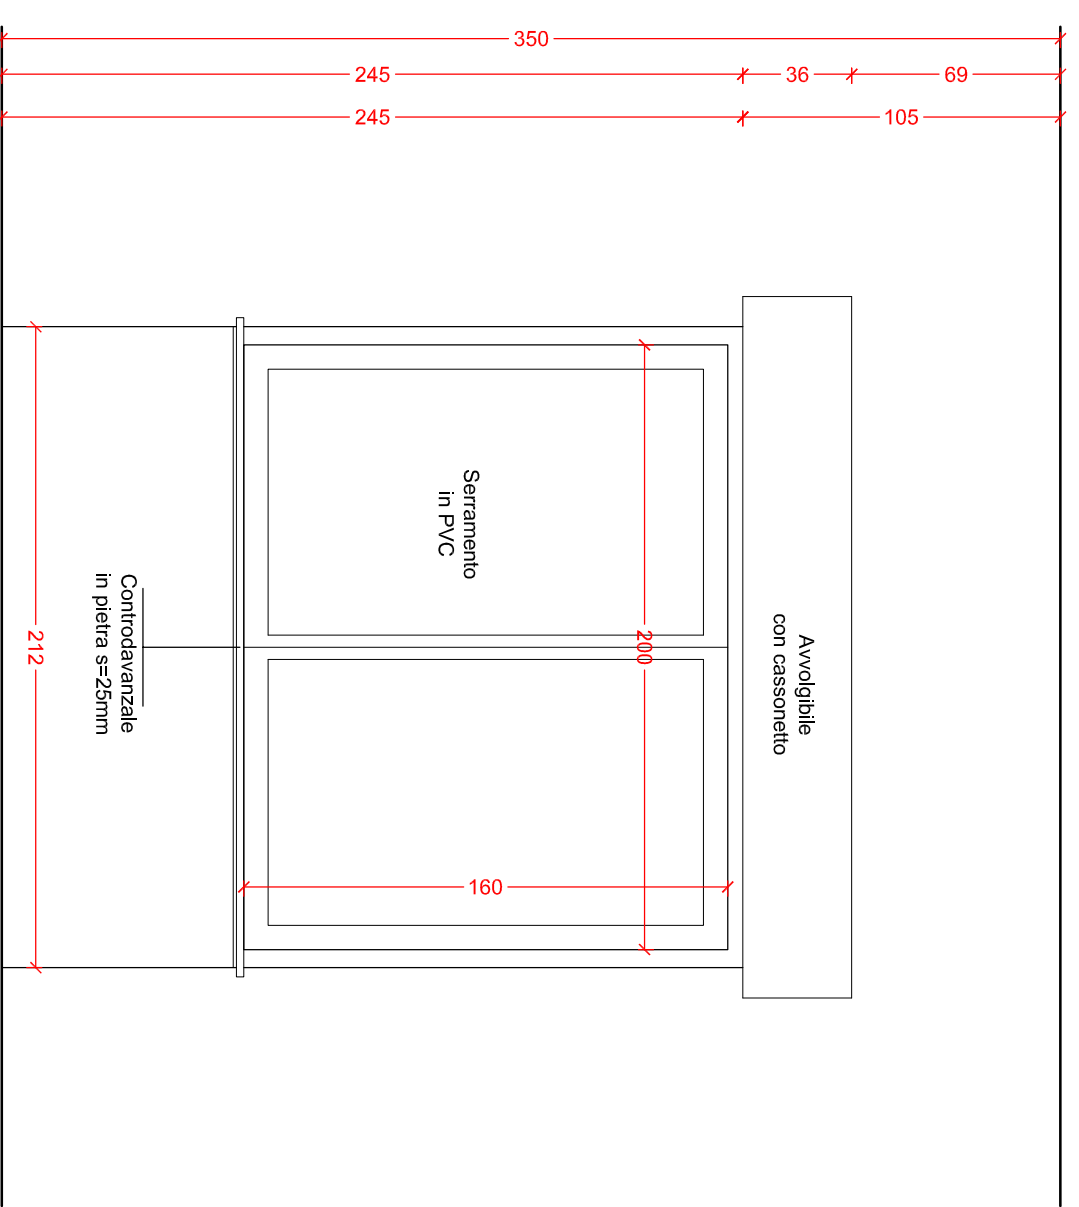 350
245
36
69
245
105
Serramento
in PVC
200
Avvolgibile
con cassonetto
212
Controdavanzale
in pietra s=25mm
160